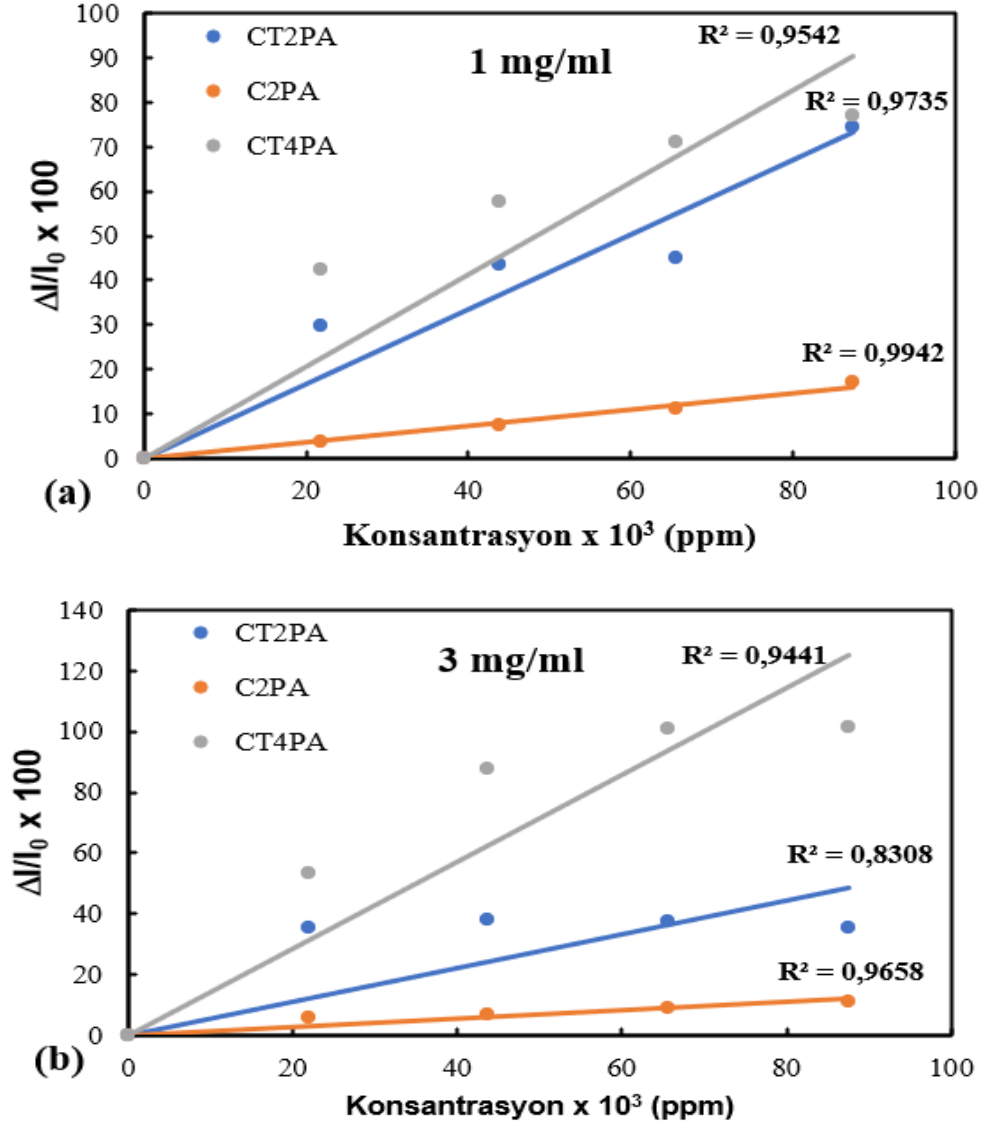 100
90
80
70
60
50
40
30
20
10
0
ΔI/I₀ x 100
CT2PA
C2PA
CT4PA
1 mg/ml
R² = 0,9542
R² = 0,9735
R² = 0,9942
0 20 40 60 80 100
(a)
Konsantrasyon x 10³ (ppm)
140
120
100
80
60
40
20
0
ΔI/I₀ x 100
CT2PA
C2PA
CT4PA
3 mg/ml
R² = 0,9441
R² = 0,8308
R² = 0,9658
0 20 40 60 80 100
(b)
Konsantrasyon x 10³ (ppm)